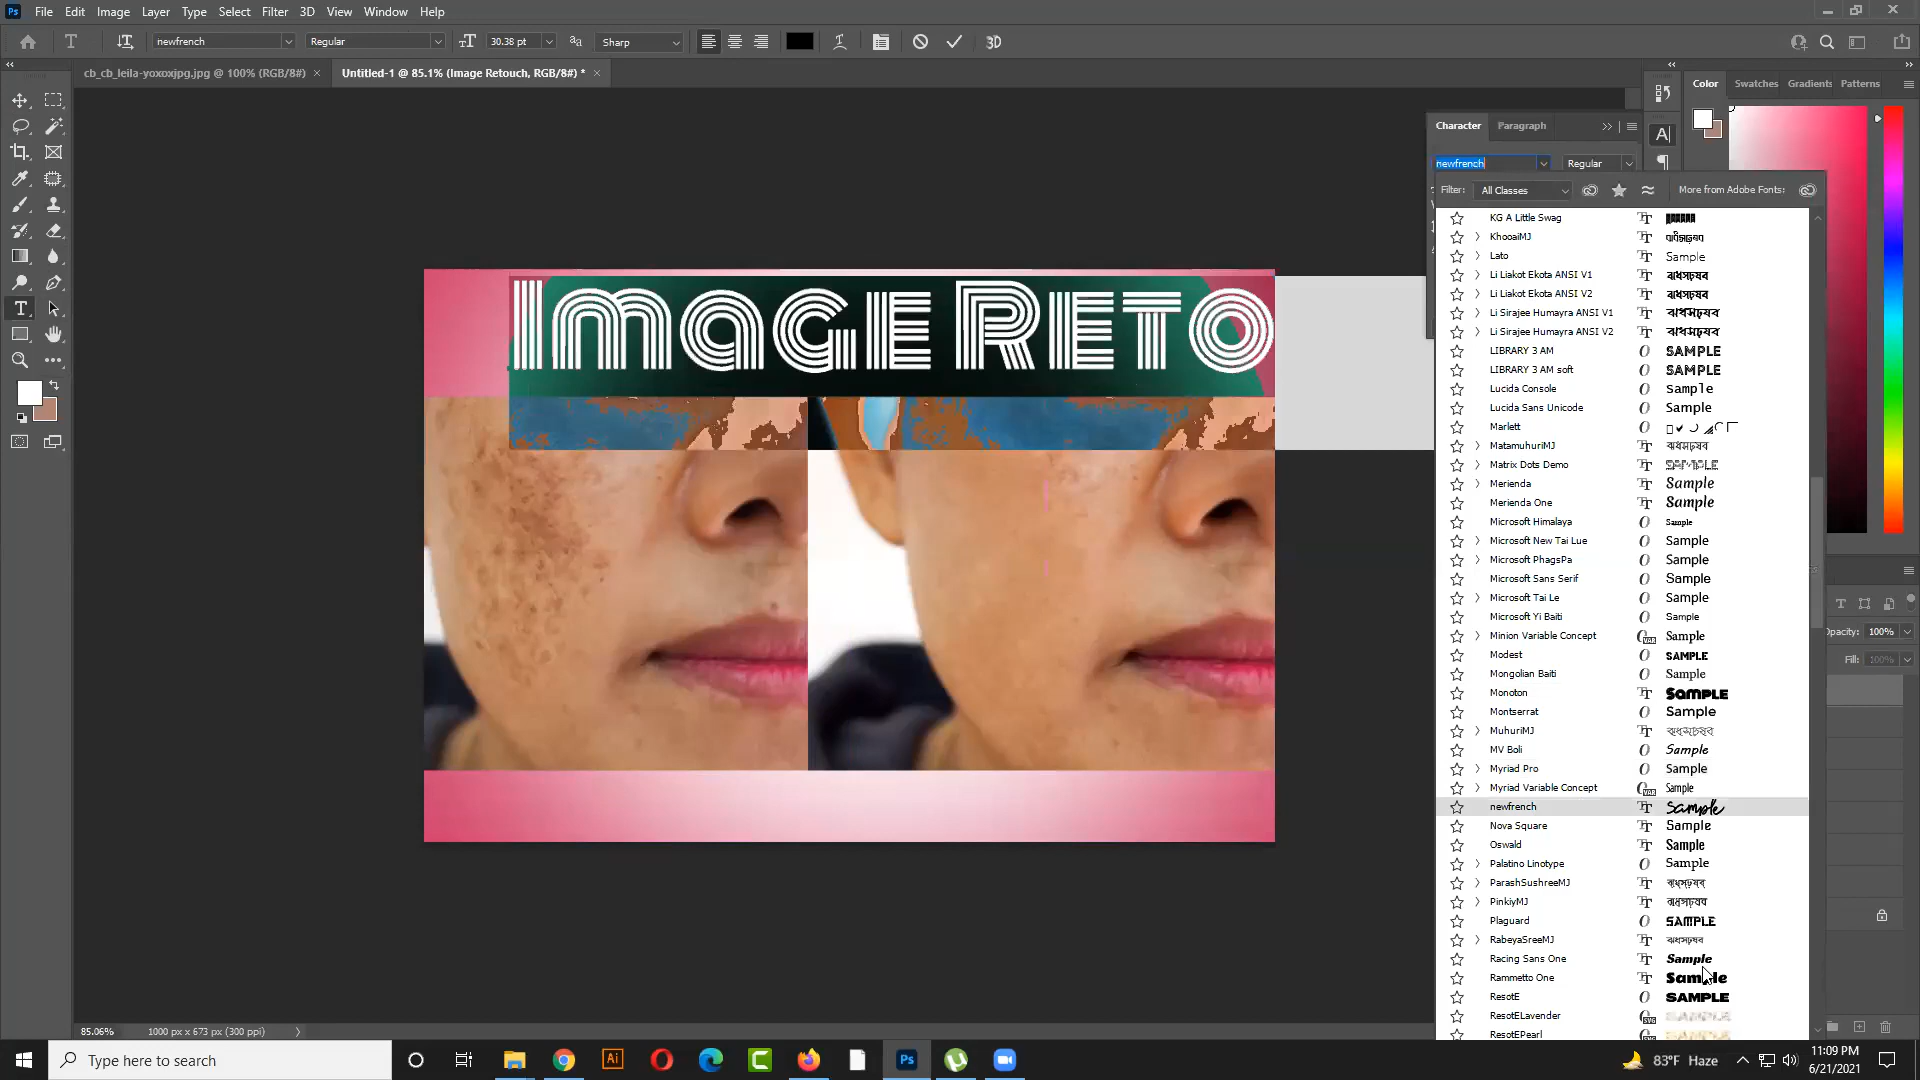 File Edit Image Layer Type Select Filter 3D View Window Help
newfrench Regular 30.38 pt Sharp 3D
cb_cb_leila-yoxoxjpg.jpg @ 100% (RGB/8#) × Untitled-1 @ 85.1% (Image Retouch, RGB/8#) * ×
Color Swatches Gradients Patterns
Character Paragraph
newfrench Regular
Filter: All Classes More from Adobe Fonts:
KG A Little Swag
KhooaiMJ
Lato Sample
Li Liakot Ekota ANSI V1
Li Liakot Ekota ANSI V2
Li Sirajee Humayra ANSI V1
Li Sirajee Humayra ANSI V2
LIBRARY 3 AM SAMPLE
LIBRARY 3 AM soft SAMPLE
Lucida Console Sample
Lucida Sans Unicode Sample
Marlett
MatamuhuriMJ
Matrix Dots Demo SAMPLE
Merienda Sample
Merienda One Sample
Microsoft Himalaya Sample
Microsoft New Tai Lue Sample
Microsoft PhagsPa Sample
Microsoft Sans Serif Sample
Microsoft Tai Le Sample
Microsoft Yi Baiti Sample
Minion Variable Concept Sample
Modest SAMPLE
Mongolian Baiti Sample
Monoton Sample
Montserrat Sample
MuhuriMJ
MV Boli Sample
Myriad Pro Sample
Myriad Variable Concept Sample
newfrench Sample
Nova Square Sample
Oswald Sample
Palatino Linotype Sample
ParashSushreeMJ
PinkiyMJ
Plaguard SAMPLE
RabeyaSreeMJ
Racing Sans One Sample
Rammetto One Sample
ResotE SAMPLE
ResotELavender
ResotEPearl
Image Reto
Opacity: 100%
Fill: 100%
85.06% 1000 px x 673 px (300 ppi)
Type here to search
83°F Haze
11:09 PM
6/21/2021